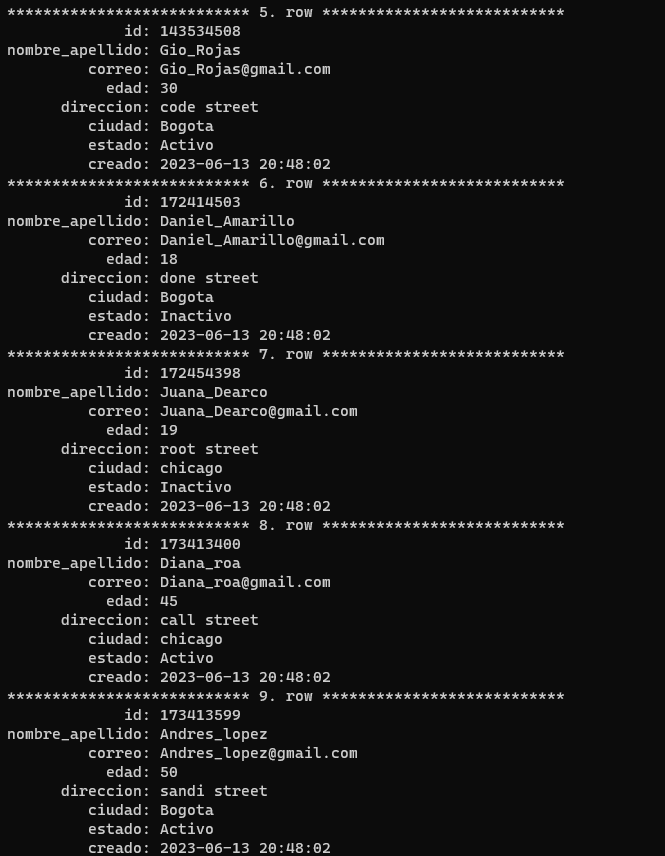 *************************** 5. row ***************************
id: 143534508
nombre_apellido: Gio_Rojas
correo: Gio_Rojas@gmail.com
edad: 30
direccion: code street
ciudad: Bogota
estado: Activo
creado: 2023-06-13 20:48:02
*************************** 6. row ***************************
id: 172414503
nombre_apellido: Daniel_Amarillo
correo: Daniel_Amarillo@gmail.com
edad: 18
direccion: done street
ciudad: Bogota
estado: Inactivo
creado: 2023-06-13 20:48:02
*************************** 7. row ***************************
id: 172454398
nombre_apellido: Juana_Dearco
correo: Juana_Dearco@gmail.com
edad: 19
direccion: root street
ciudad: chicago
estado: Inactivo
creado: 2023-06-13 20:48:02
*************************** 8. row ***************************
id: 173413400
nombre_apellido: Diana_roa
correo: Diana_roa@gmail.com
edad: 45
direccion: call street
ciudad: chicago
estado: Activo
creado: 2023-06-13 20:48:02
*************************** 9. row ***************************
id: 173413599
nombre_apellido: Andres_lopez
correo: Andres_lopez@gmail.com
edad: 50
direccion: sandi street
ciudad: Bogota
estado: Activo
creado: 2023-06-13 20:48:02